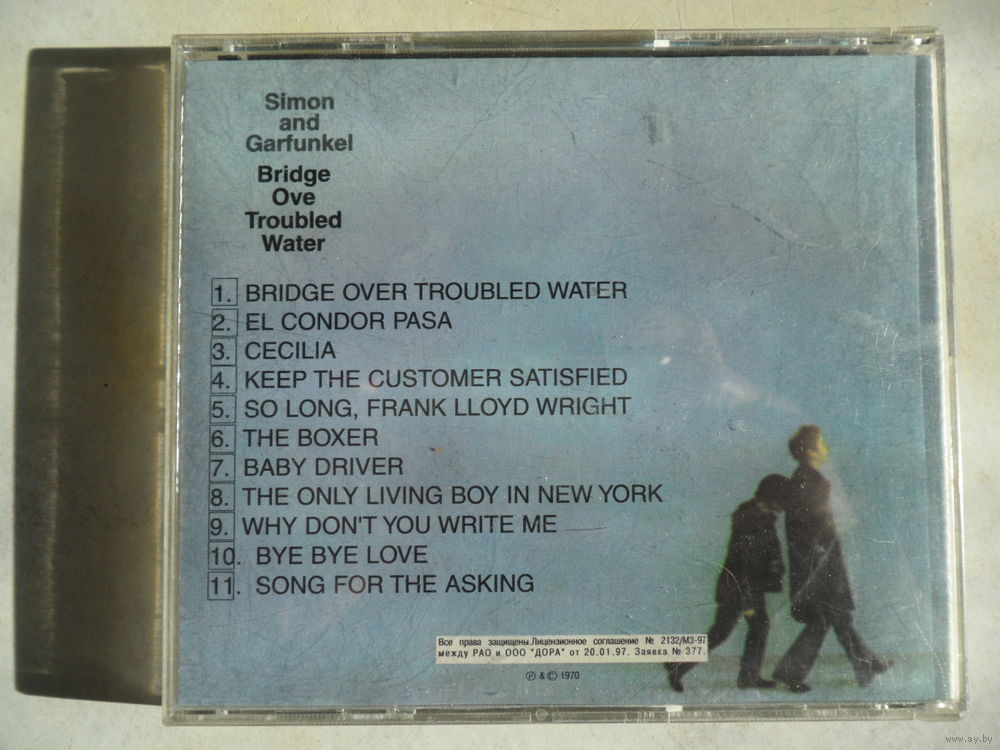 Simon
and
Garfunkel
Bridge
Ove
Troubled
Water
1. BRIDGE OVER TROUBLED WATER
2. EL CONDOR PASA
3. CECILIA
4. KEEP THE CUSTOMER SATISFIED
5. SO LONG, FRANK LLOYD WRIGHT
6. THE BOXER
7. BABY DRIVER
8. THE ONLY LIVING BOY IN NEW YORK
9. WHY DON'T YOU WRITE ME
10. BYE BYE LOVE
11. SONG FOR THE ASKING
Все права защищены.Лицензионное соглашение № 2132/МЗ-97
между РАО и ООО "ДОРА" от 20.01.97. Заявка № 377.
℗ & © 1970
www.ay.by